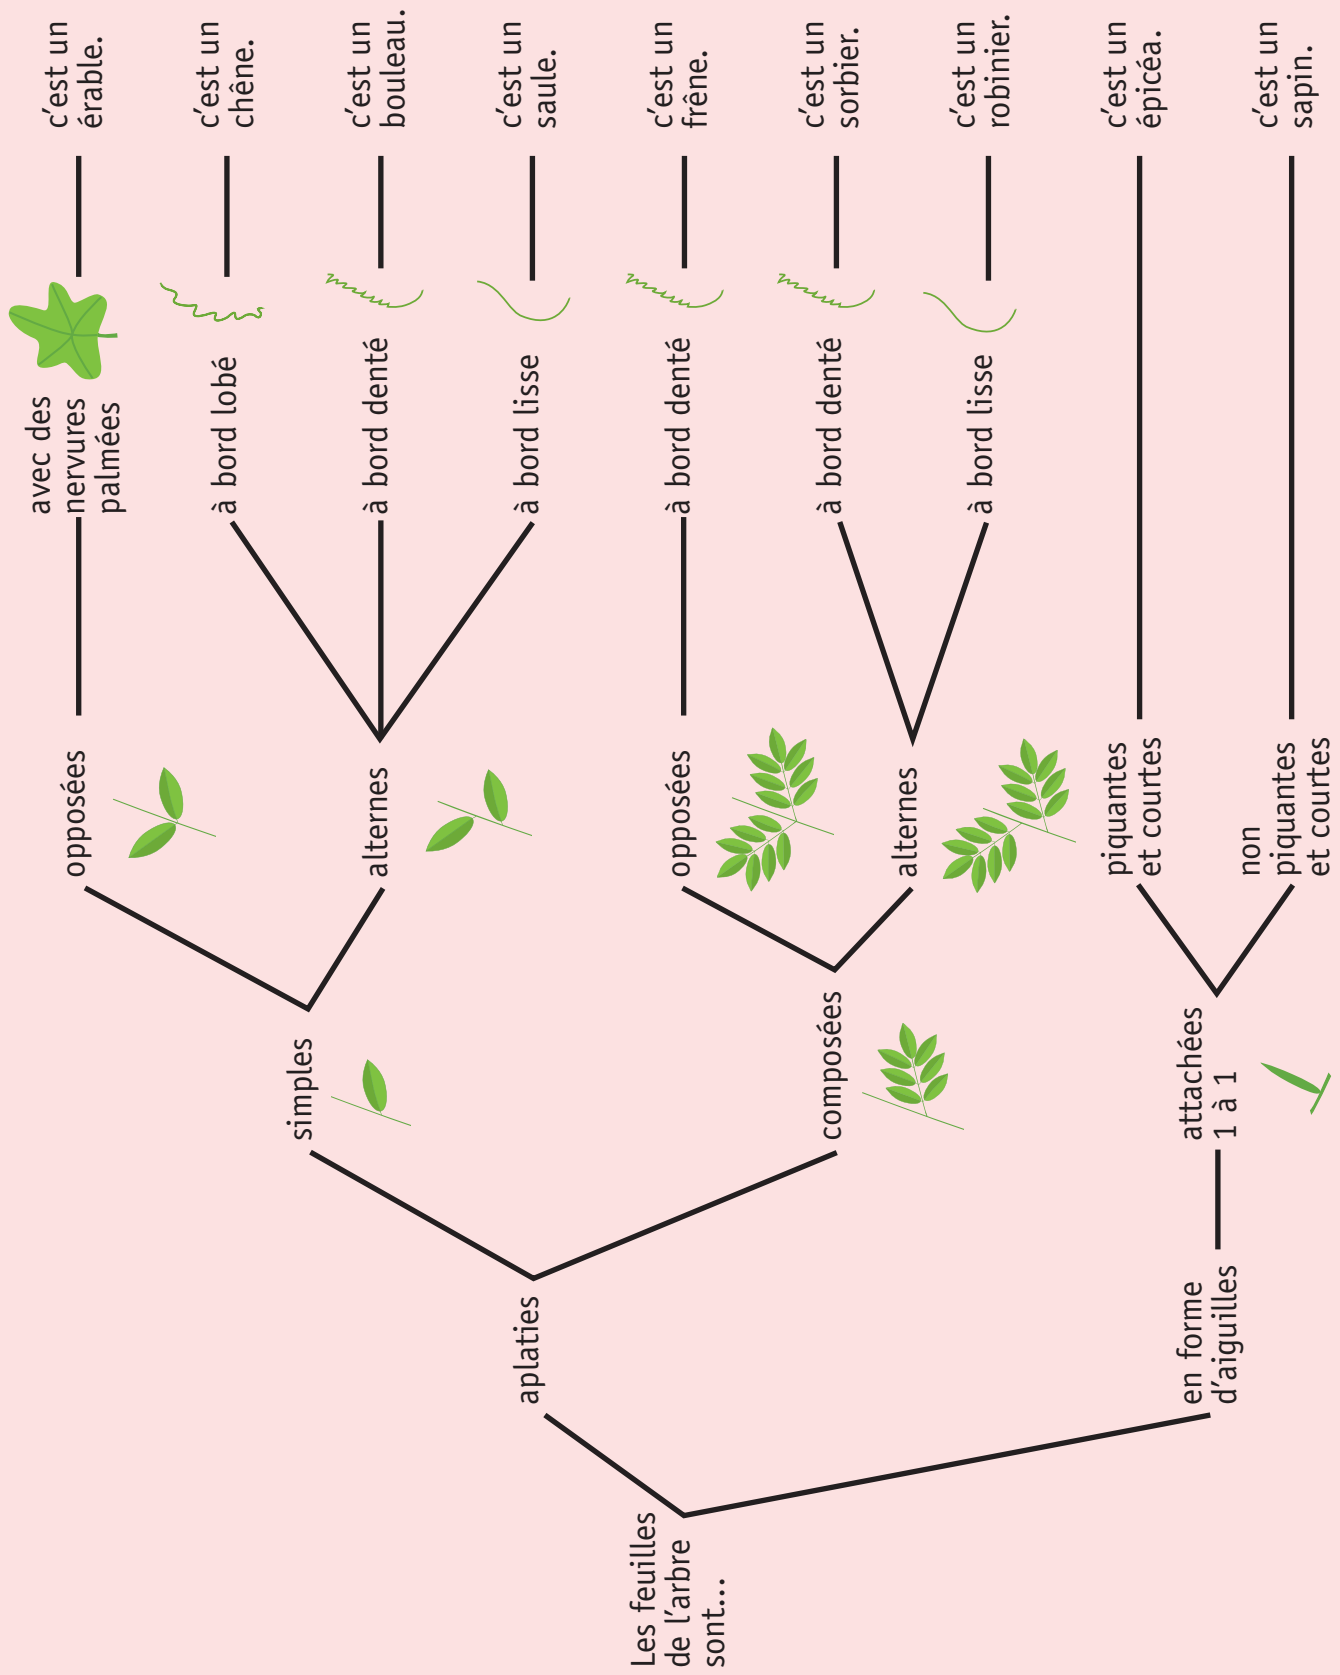 Les feuilles
de l'arbre
sont...
aplaties
en forme
d'aiguilles
simples
composées
attachées
1 à 1
opposées
alternes
opposées
alternes
piquantes
et courtes
non
piquantes
et courtes
avec des
nervures
palmées
à bord lobé
à bord denté
à bord lisse
à bord denté
à bord denté
à bord lisse
c'est un
érable.
c'est un
chêne.
c'est un
bouleau.
c'est un
saule.
c'est un
frêne.
c'est un
sorbier.
c'est un
robinier.
c'est un
épicéa.
c'est un
sapin.